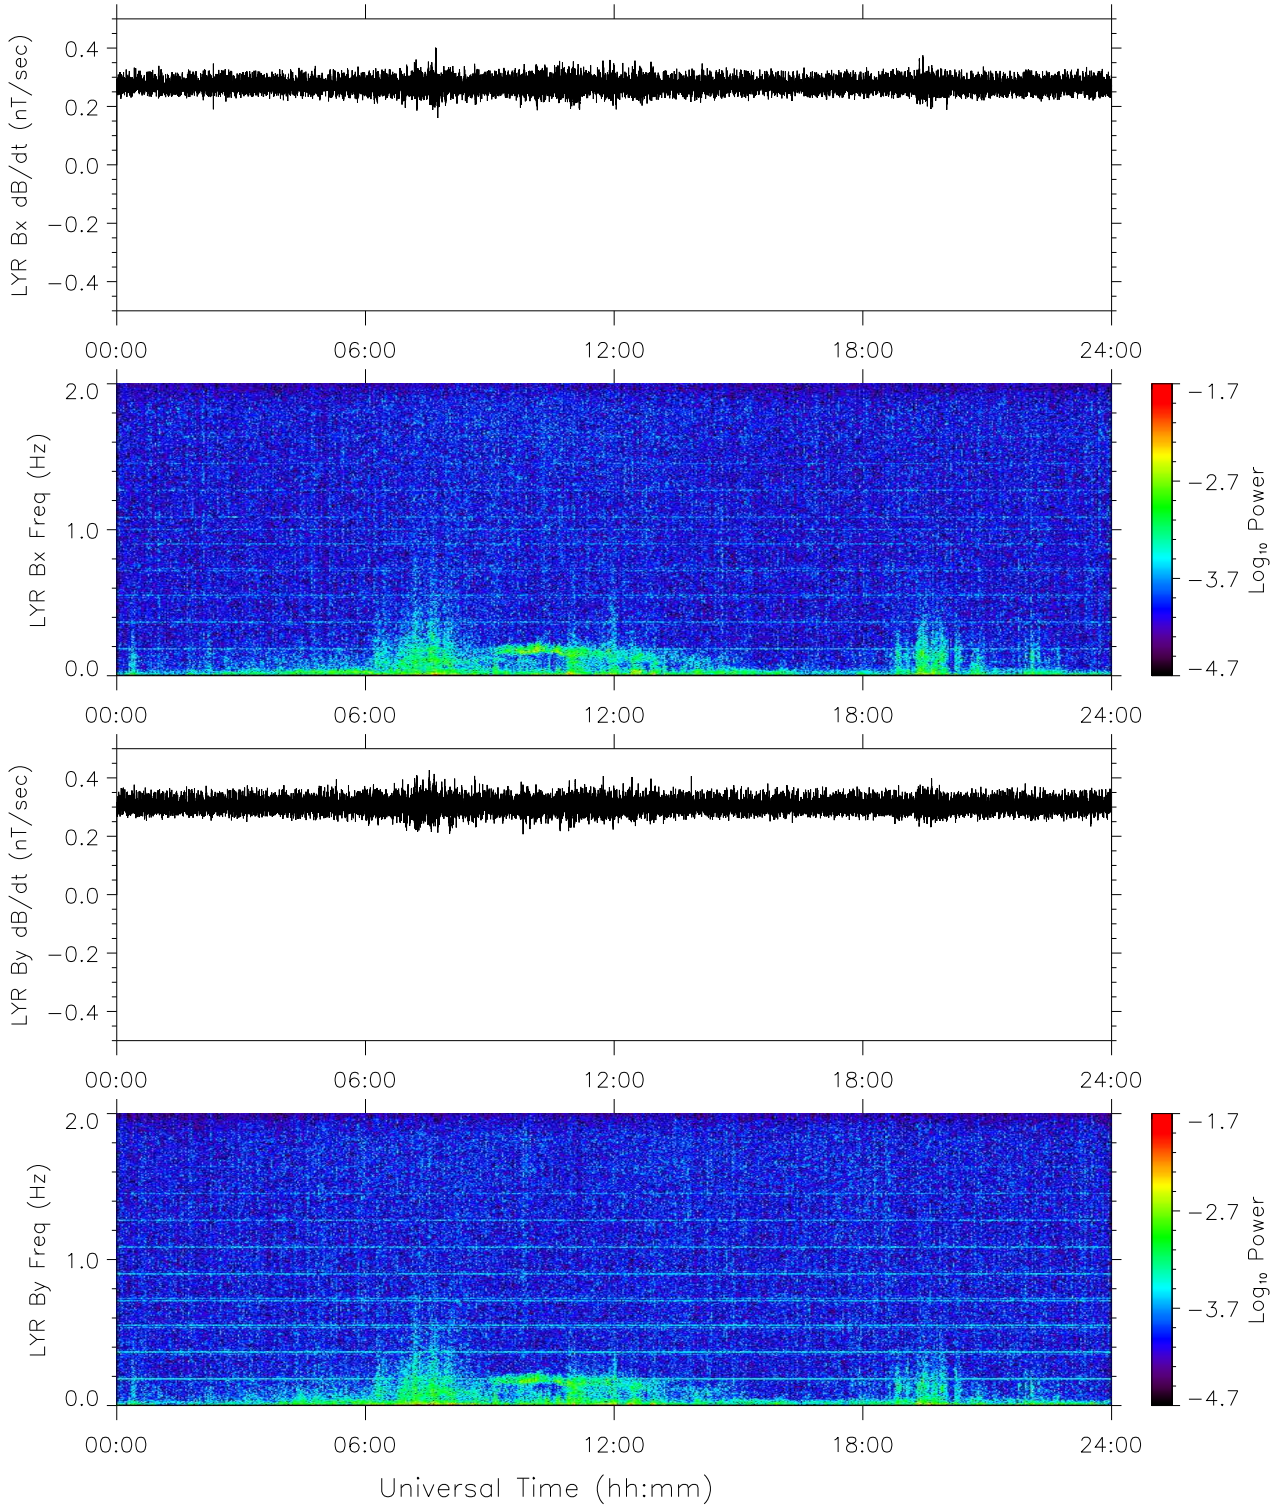 0.4
0.2
0.0
−0.2
−0.4
LYR Bx dB/dt (nT/sec)
00:00 06:00 12:00 18:00 24:00
2.0
1.0
0.0
LYR Bx Freq (Hz)
−1.7
−2.7
−3.7
−4.7
Log₁₀ Power
00:00 06:00 12:00 18:00 24:00
0.4
0.2
0.0
−0.2
−0.4
LYR By dB/dt (nT/sec)
00:00 06:00 12:00 18:00 24:00
2.0
1.0
0.0
LYR By Freq (Hz)
−1.7
−2.7
−3.7
−4.7
Log₁₀ Power
00:00 06:00 12:00 18:00 24:00
Universal Time (hh:mm)